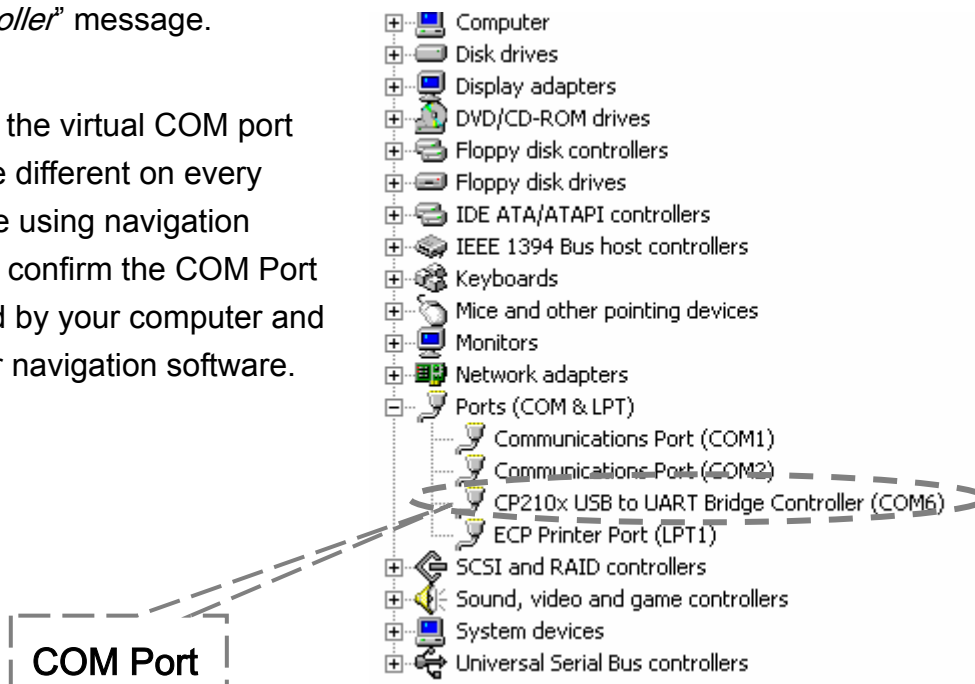 oller" message.
the virtual COM port
e different on every
e using navigation
confirm the COM Port
d by your computer and
r navigation software.
Computer
Disk drives
Display adapters
DVD/CD-ROM drives
Floppy disk controllers
Floppy disk drives
IDE ATA/ATAPI controllers
IEEE 1394 Bus host controllers
Keyboards
Mice and other pointing devices
Monitors
Network adapters
Ports (COM & LPT)
Communications Port (COM1)
Communications Port (COM2)
CP210x USB to UART Bridge Controller (COM6)
ECP Printer Port (LPT1)
SCSI and RAID controllers
Sound, video and game controllers
System devices
Universal Serial Bus controllers
COM Port